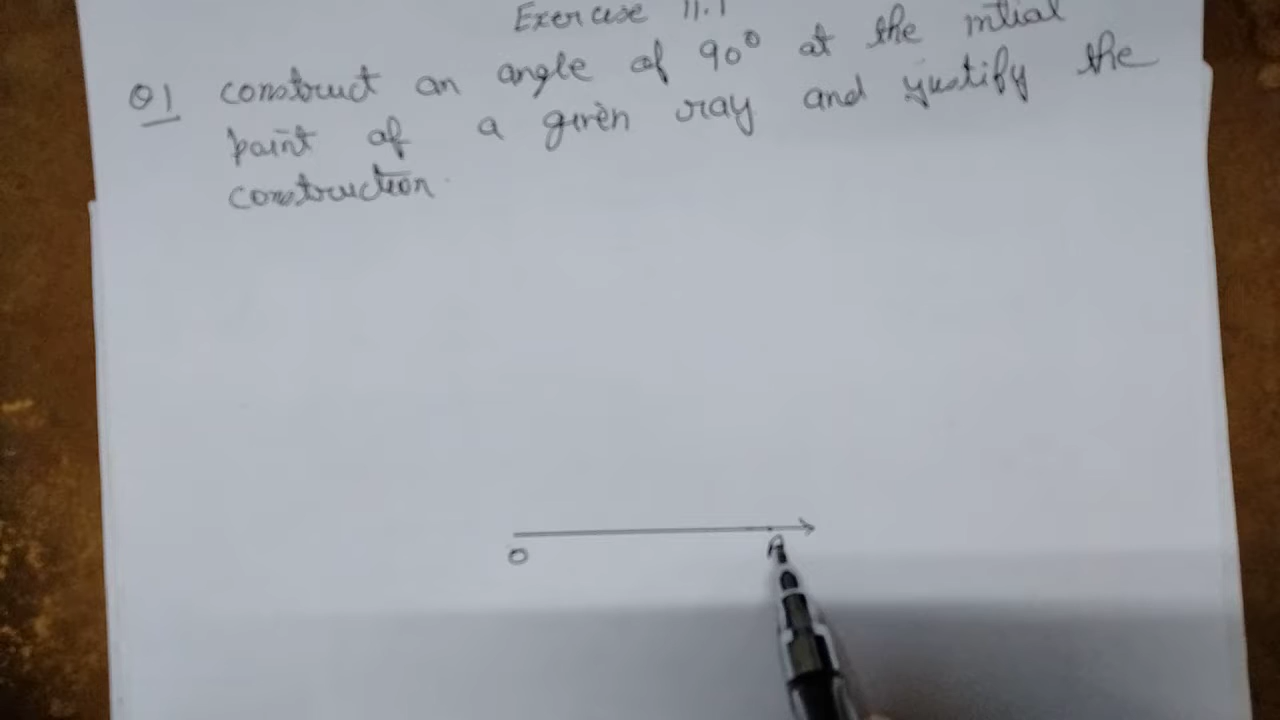 Exercise 11.1
Q1 construct an angle of 90° at the intial
point of a given ray and justify the
construction.
O A